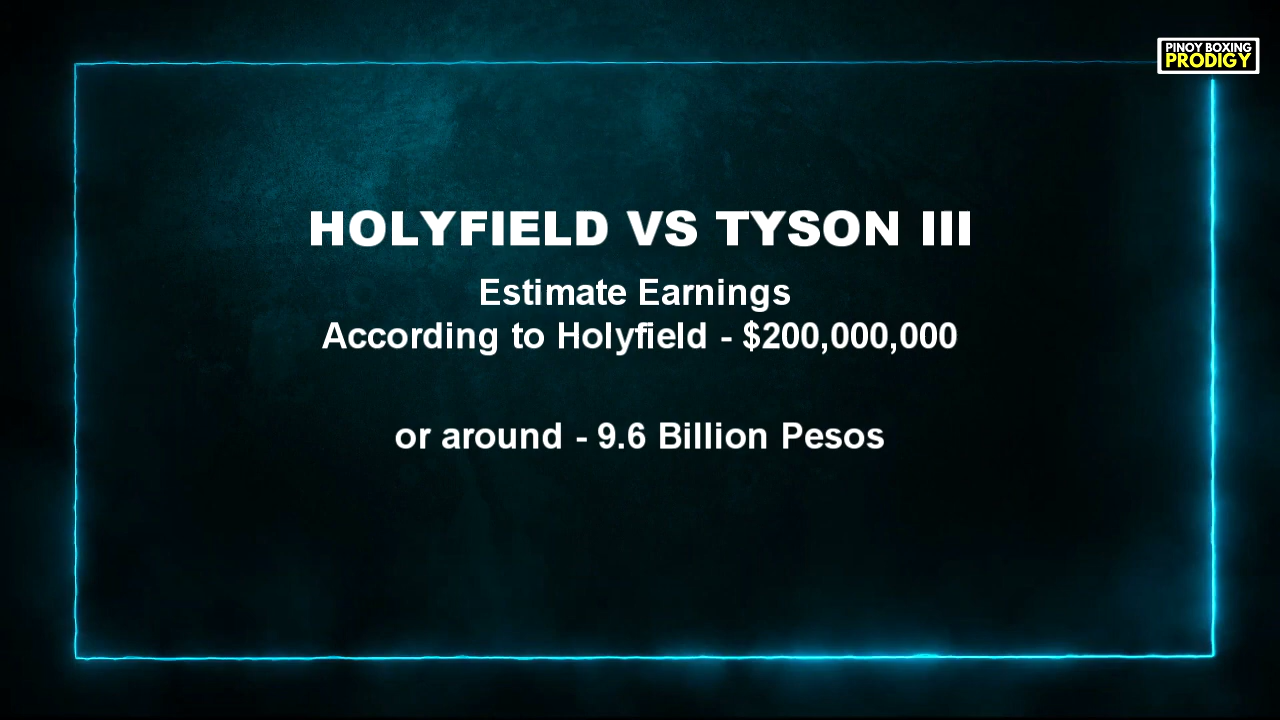 PINOY BOXING
PRODIGY
HOLYFIELD VS TYSON III
Estimate Earnings
According to Holyfield - $200,000,000
or around - 9.6 Billion Pesos